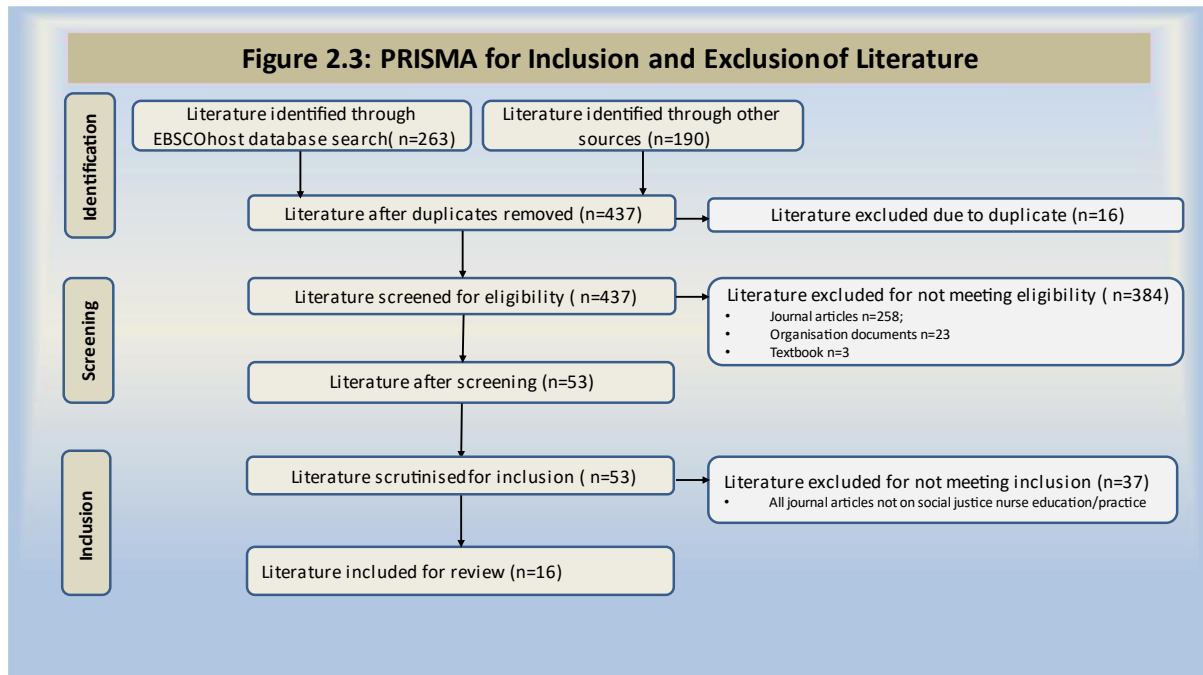 Figure 2.3: PRISMA for Inclusion and Exclusion of Literature
Identification
Literature identified through
EBSCOhost database search( n=263)
Literature identified through other
sources (n=190)
Literature after duplicates removed (n=437)
Literature excluded due to duplicate (n=16)
Screening
Literature screened for eligibility ( n=437)
Literature excluded for not meeting eligibility ( n=384)
• Journal articles n=258;
• Organisation documents n=23
• Textbook n=3
Literature after screening (n=53)
Inclusion
Literature scrutinised for inclusion ( n=53)
Literature excluded for not meeting inclusion (n=37)
• All journal articles not on social justice nurse education/practice
Literature included for review (n=16)